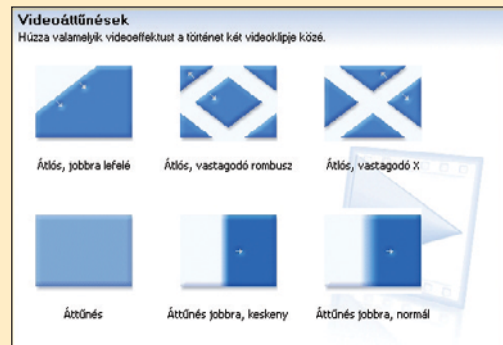 Videoáttűnések
Húzza valamelyik videoeffektust a történet két videoklipje közé.
Átlós, jobbra lefelé
Átlós, vastagodó rombusz
Átlós, vastagodó X
Áttűnés
Áttűnés jobbra, keskeny
Áttűnés jobbra, normál